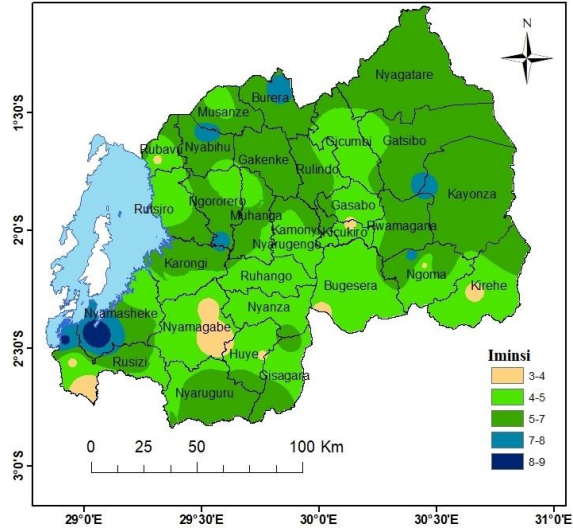 N
Nyagatare
Burera
Musanze
1°30'S
Gicumbi
Gatsibo
Rubavu
Nyabihu
Gakenke
Rulindo
Kayonza
Gasabo
Rutsiro
Ngororero
Muhanga
Rwamagana
Kamonyi
Kicukiro
2°0'S
Nyarugenge
Karongi
Ruhango
Ngoma
Kirehe
Bugesera
Nyanza
Nyamasheke
Nyamagabe
2°30'S
Huye
Rusizi
Gisagara
Nyaruguru
Iminsi
3-4
4-5
5-7
7-8
8-9
0 25 50 100 Km
3°0'S
29°0'E 29°30'E 30°0'E 30°30'E 31°0'E